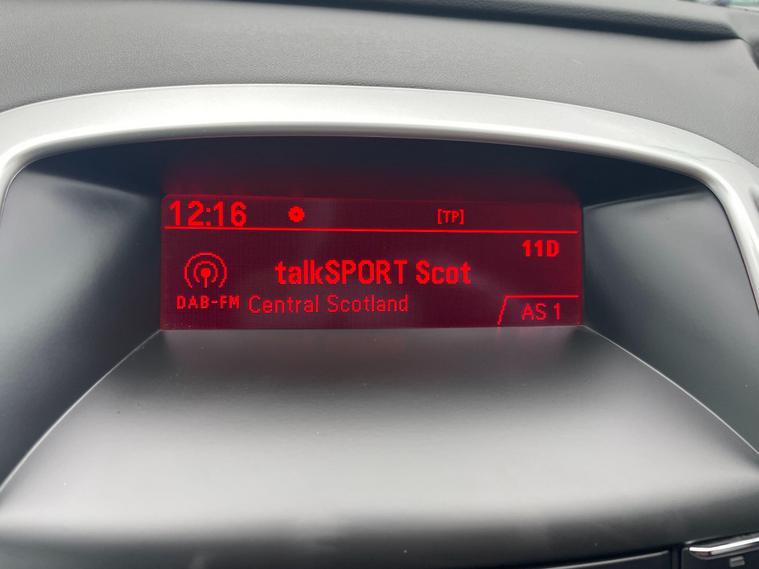 12:16 [TP]
11D
talkSPORT Scot
DAB-FM Central Scotland
AS 1